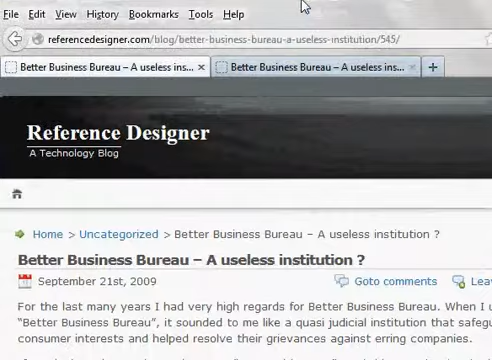 File Edit View History Bookmarks Tools Help
referencedesigner.com/blog/better-business-bureau-a-useless-institution/545/
Better Business Bureau – A useless ins... × Better Business Bureau – A useless ins... × +
Reference Designer
A Technology Blog
Home > Uncategorized > Better Business Bureau – A useless institution ?
Better Business Bureau – A useless institution ?
September 21st, 2009 Goto comments
For the last many years I had very high regards for Better Business Bureau. When I
"Better Business Bureau", it sounded to me like a quasi judicial institution that
consumer interests and helped resolve their grievances against erring companies.